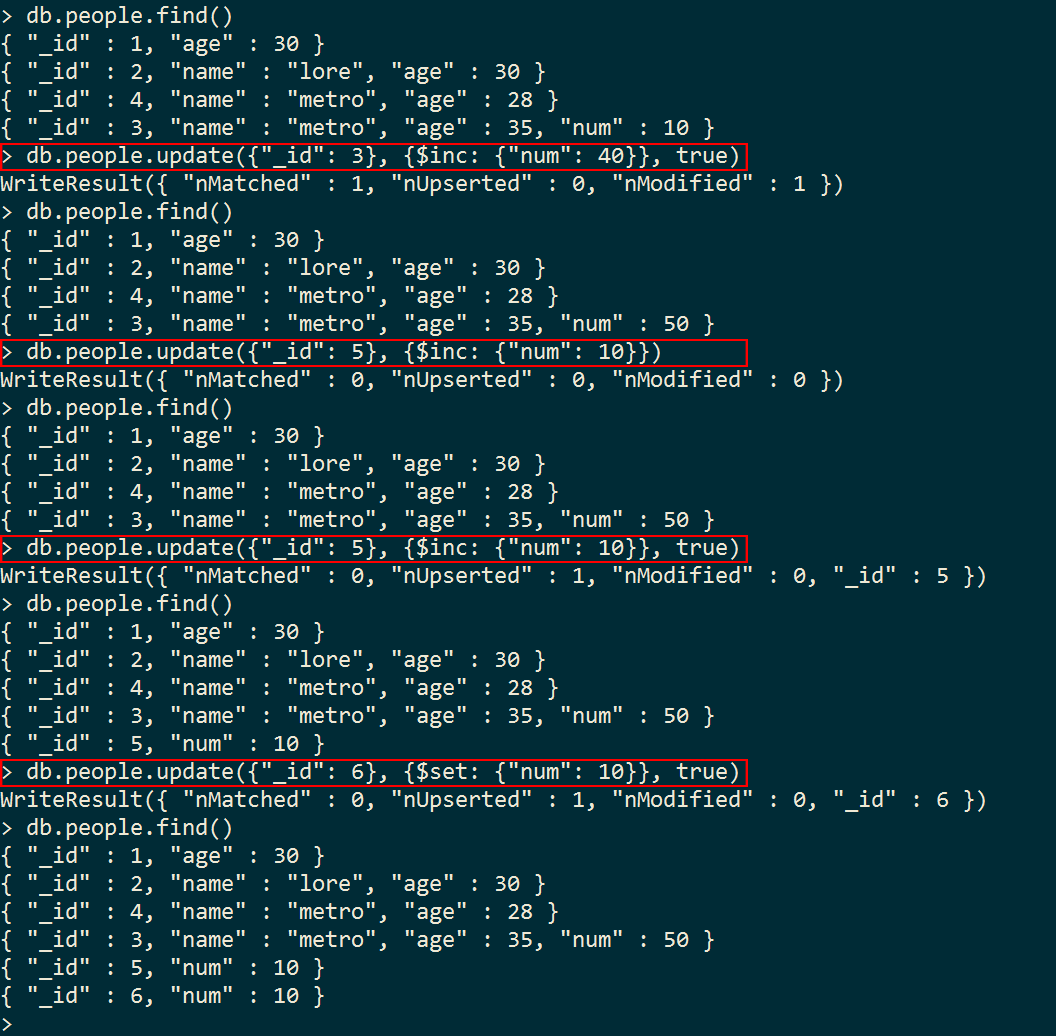 > db.people.find()
{ "_id" : 1, "age" : 30 }
{ "_id" : 2, "name" : "lore", "age" : 30 }
{ "_id" : 4, "name" : "metro", "age" : 28 }
{ "_id" : 3, "name" : "metro", "age" : 35, "num" : 10 }
> db.people.update({"_id": 3}, {$inc: {"num": 40}}, true)
WriteResult({ "nMatched" : 1, "nUpserted" : 0, "nModified" : 1 })
> db.people.find()
{ "_id" : 1, "age" : 30 }
{ "_id" : 2, "name" : "lore", "age" : 30 }
{ "_id" : 4, "name" : "metro", "age" : 28 }
{ "_id" : 3, "name" : "metro", "age" : 35, "num" : 50 }
> db.people.update({"_id": 5}, {$inc: {"num": 10}})
WriteResult({ "nMatched" : 0, "nUpserted" : 0, "nModified" : 0 })
> db.people.find()
{ "_id" : 1, "age" : 30 }
{ "_id" : 2, "name" : "lore", "age" : 30 }
{ "_id" : 4, "name" : "metro", "age" : 28 }
{ "_id" : 3, "name" : "metro", "age" : 35, "num" : 50 }
> db.people.update({"_id": 5}, {$inc: {"num": 10}}, true)
WriteResult({ "nMatched" : 0, "nUpserted" : 1, "nModified" : 0, "_id" : 5 })
> db.people.find()
{ "_id" : 1, "age" : 30 }
{ "_id" : 2, "name" : "lore", "age" : 30 }
{ "_id" : 4, "name" : "metro", "age" : 28 }
{ "_id" : 3, "name" : "metro", "age" : 35, "num" : 50 }
{ "_id" : 5, "num" : 10 }
> db.people.update({"_id": 6}, {$set: {"num": 10}}, true)
WriteResult({ "nMatched" : 0, "nUpserted" : 1, "nModified" : 0, "_id" : 6 })
> db.people.find()
{ "_id" : 1, "age" : 30 }
{ "_id" : 2, "name" : "lore", "age" : 30 }
{ "_id" : 4, "name" : "metro", "age" : 28 }
{ "_id" : 3, "name" : "metro", "age" : 35, "num" : 50 }
{ "_id" : 5, "num" : 10 }
{ "_id" : 6, "num" : 10 }
>